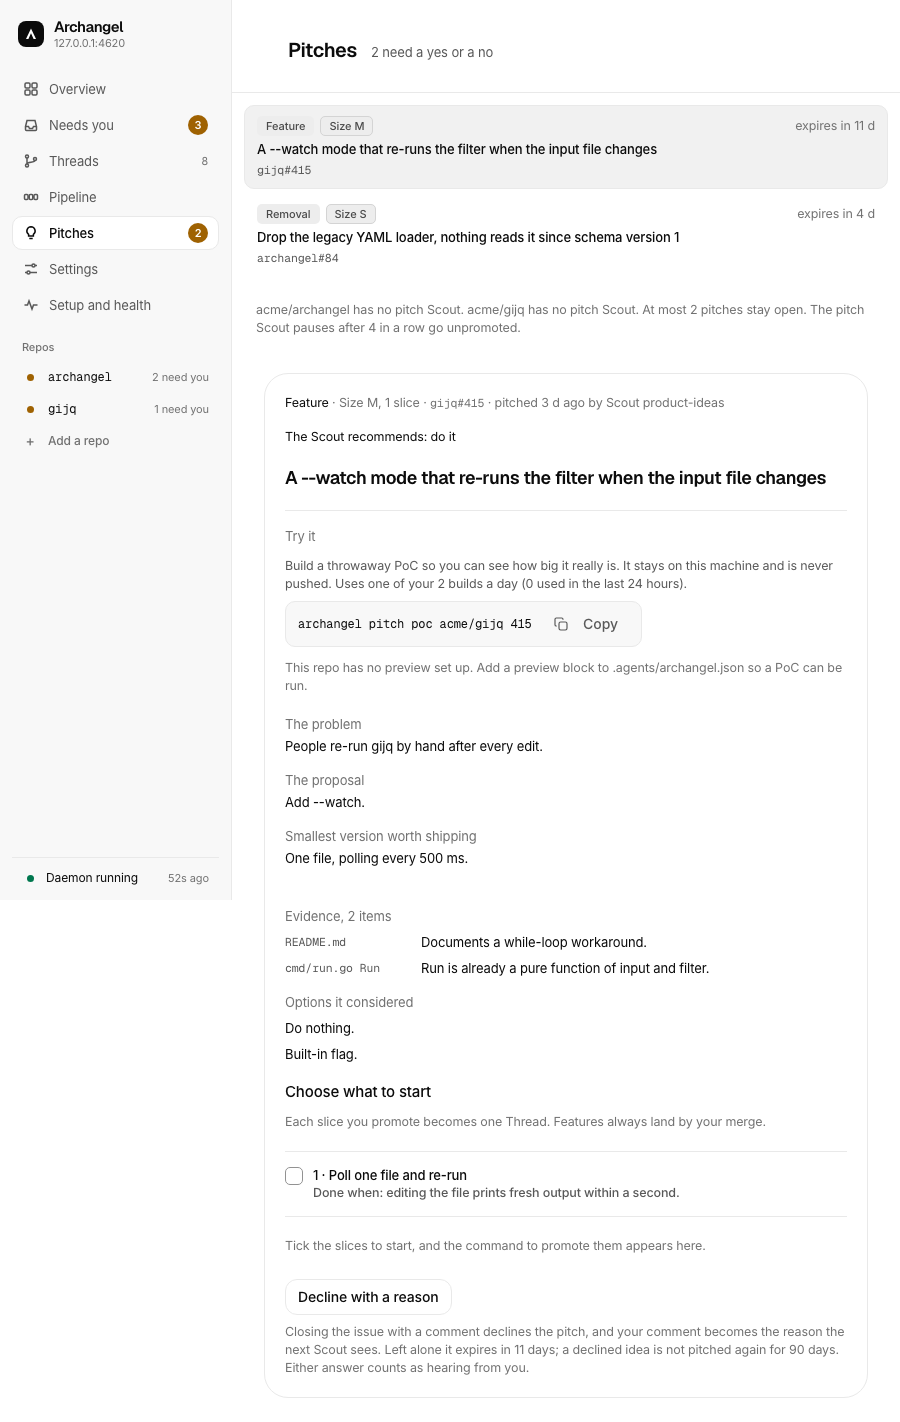 Archangel
127.0.0.1:4620
Overview
Needs you 3
Threads 8
Pipeline
Pitches 2
Settings
Setup and health
Repos
archangel 2 need you
gijq 1 need you
+ Add a repo
Daemon running 52s ago
Pitches 2 need a yes or a no
Feature Size M expires in 11 d
A --watch mode that re-runs the filter when the input file changes
gijq#415
Removal Size S expires in 4 d
Drop the legacy YAML loader, nothing reads it since schema version 1
archangel#84
acme/archangel has no pitch Scout. acme/gijq has no pitch Scout. At most 2 pitches stay open. The pitch
Scout pauses after 4 in a row go unpromoted.
Feature · Size M, 1 slice · gijq#415 · pitched 3 d ago by Scout product-ideas
The Scout recommends: do it
A --watch mode that re-runs the filter when the input file changes
Try it
Build a throwaway PoC so you can see how big it really is. It stays on this machine and is never
pushed. Uses one of your 2 builds a day (0 used in the last 24 hours).
archangel pitch poc acme/gijq 415 Copy
This repo has no preview set up. Add a preview block to .agents/archangel.json so a PoC can be
run.
The problem
People re-run gijq by hand after every edit.
The proposal
Add --watch.
Smallest version worth shipping
One file, polling every 500 ms.
Evidence, 2 items
README.md Documents a while-loop workaround.
cmd/run.go Run Run is already a pure function of input and filter.
Options it considered
Do nothing.
Built-in flag.
Choose what to start
Each slice you promote becomes one Thread. Features always land by your merge.
1 · Poll one file and re-run
Done when: editing the file prints fresh output within a second.
Tick the slices to start, and the command to promote them appears here.
Decline with a reason
Closing the issue with a comment declines the pitch, and your comment becomes the reason the
next Scout sees. Left alone it expires in 11 days; a declined idea is not pitched again for 90 days.
Either answer counts as hearing from you.